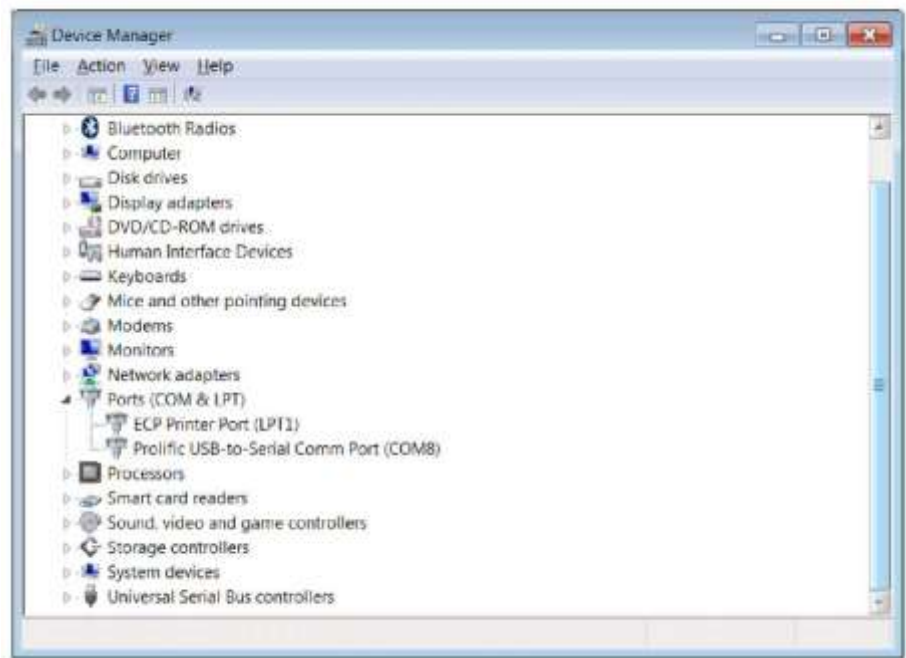 Device Manager
File Action View Help
Bluetooth Radios
Computer
Disk drives
Display adapters
DVD/CD-ROM drives
Human Interface Devices
Keyboards
Mice and other pointing devices
Modems
Monitors
Network adapters
Ports (COM & LPT)
ECP Printer Port (LPT1)
Prolific USB-to-Serial Comm Port (COM8)
Processors
Smart card readers
Sound, video and game controllers
Storage controllers
System devices
Universal Serial Bus controllers